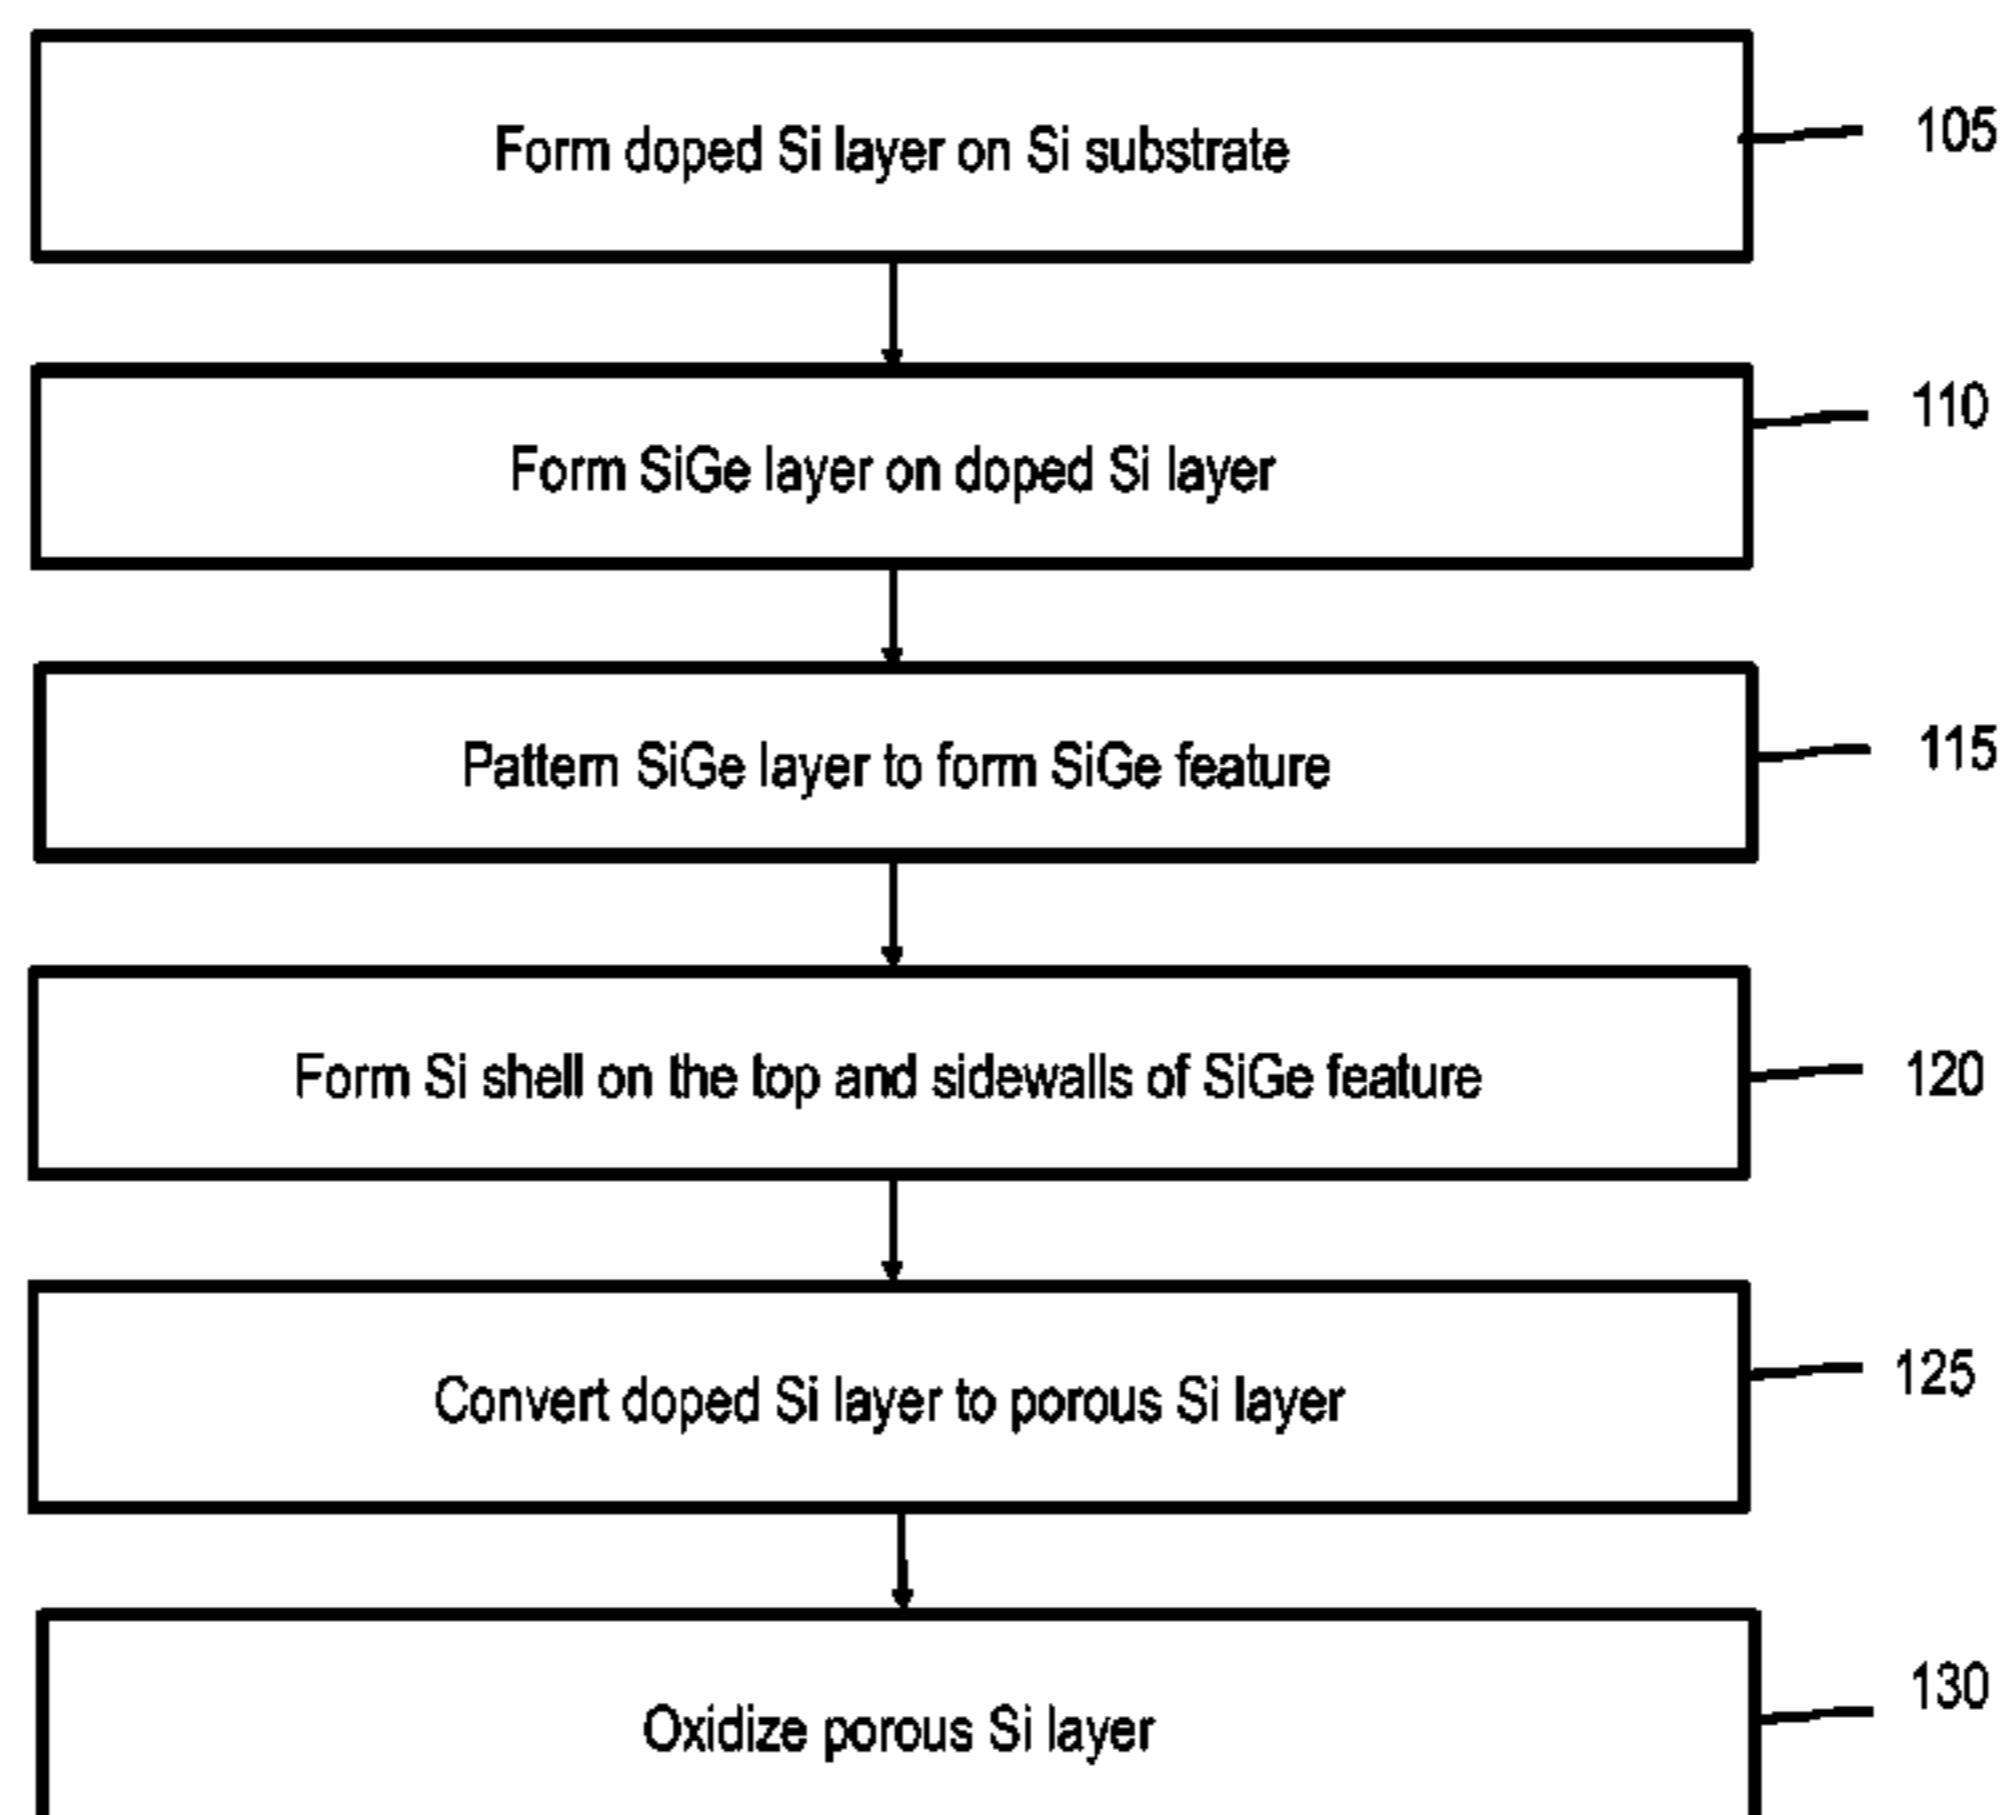 Form doped Si layer on Si substrate
105
Form SiGe layer on doped Si layer
110
Pattern SiGe layer to form SiGe feature
115
Form Si shell on the top and sidewalls of SiGe feature
120
Convert doped Si layer to porous Si layer
125
Oxidize porous Si layer
130